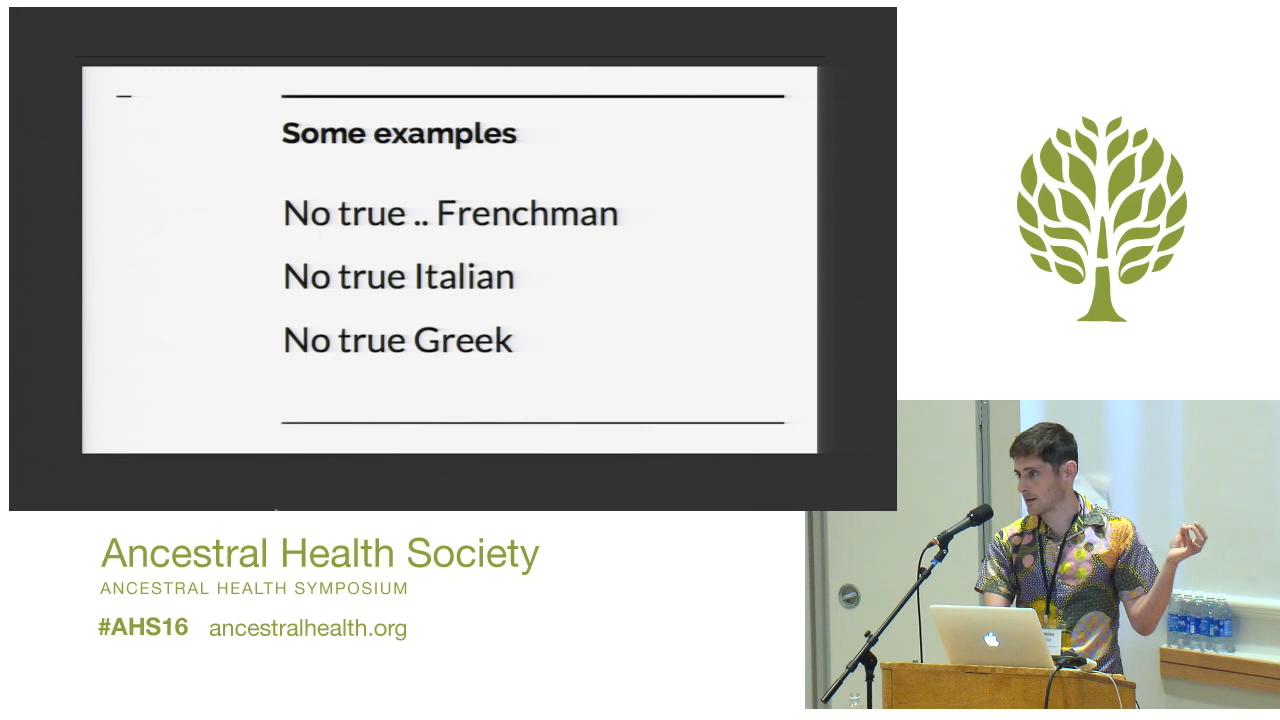 Some examples
No true .. Frenchman
No true Italian
No true Greek
Ancestral Health Society
ANCESTRAL HEALTH SYMPOSIUM
#AHS16 ancestralhealth.org